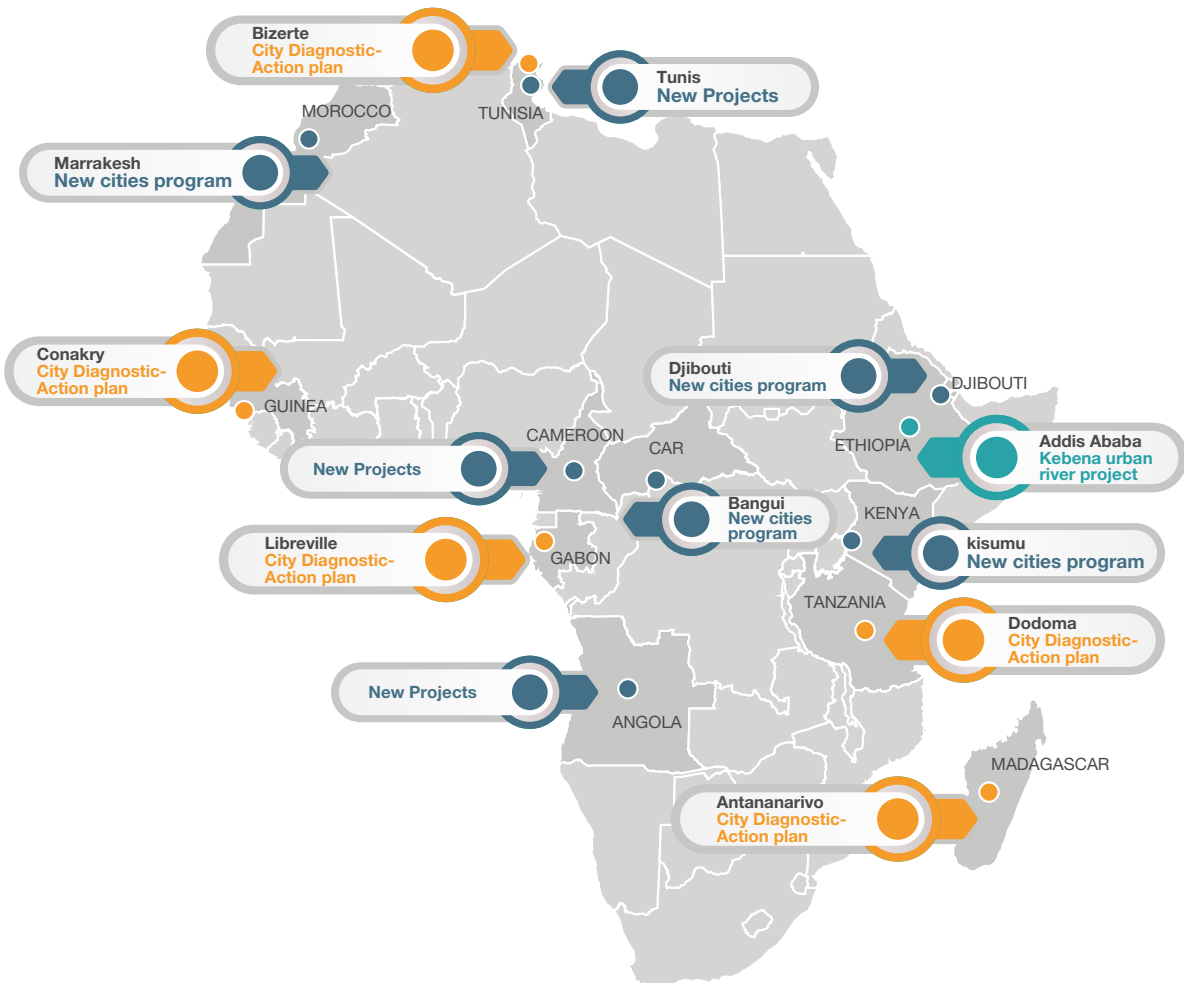 Bizerte
City Diagnostic-
Action plan
Tunis
New Projects
MOROCCO
TUNISIA
Marrakesh
New cities program
Conakry
City Diagnostic-
Action plan
GUINEA
Djibouti
New cities program
DJIBOUTI
CAMEROON
CAR
ETHIOPIA
Addis Ababa
Kebena urban
river project
New Projects
Bangui
New cities
program
KENYA
Libreville
City Diagnostic-
Action plan
GABON
kisumu
New cities program
TANZANIA
Dodoma
City Diagnostic-
Action plan
New Projects
ANGOLA
MADAGASCAR
Antananarivo
City Diagnostic-
Action plan